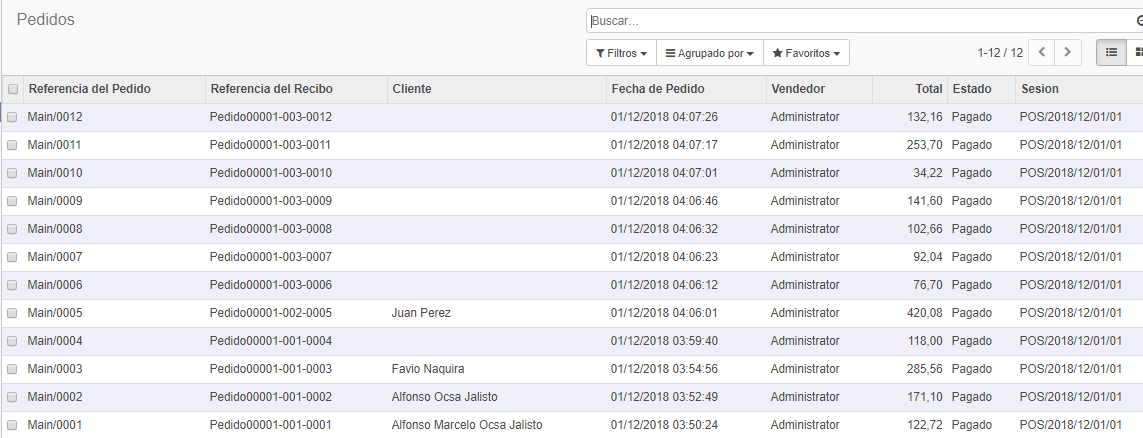 Pedidos
Buscar...
Filtros Agrupado por Favoritos 1-12 / 12
Referencia del Pedido Referencia del Recibo Cliente Fecha de Pedido Vendedor Total Estado Sesion
Main/0012 Pedido00001-003-0012 01/12/2018 04:07:26 Administrator 132,16 Pagado POS/2018/12/01/01
Main/0011 Pedido00001-003-0011 01/12/2018 04:07:17 Administrator 253,70 Pagado POS/2018/12/01/01
Main/0010 Pedido00001-003-0010 01/12/2018 04:07:01 Administrator 34,22 Pagado POS/2018/12/01/01
Main/0009 Pedido00001-003-0009 01/12/2018 04:06:46 Administrator 141,60 Pagado POS/2018/12/01/01
Main/0008 Pedido00001-003-0008 01/12/2018 04:06:32 Administrator 102,66 Pagado POS/2018/12/01/01
Main/0007 Pedido00001-003-0007 01/12/2018 04:06:23 Administrator 92,04 Pagado POS/2018/12/01/01
Main/0006 Pedido00001-003-0006 01/12/2018 04:06:12 Administrator 76,70 Pagado POS/2018/12/01/01
Main/0005 Pedido00001-002-0005 Juan Perez 01/12/2018 04:06:01 Administrator 420,08 Pagado POS/2018/12/01/01
Main/0004 Pedido00001-001-0004 01/12/2018 03:59:40 Administrator 118,00 Pagado POS/2018/12/01/01
Main/0003 Pedido00001-001-0003 Favio Naquira 01/12/2018 03:54:56 Administrator 285,56 Pagado POS/2018/12/01/01
Main/0002 Pedido00001-001-0002 Alfonso Ocsa Jalisto 01/12/2018 03:52:49 Administrator 171,10 Pagado POS/2018/12/01/01
Main/0001 Pedido00001-001-0001 Alfonso Marcelo Ocsa Jalisto 01/12/2018 03:50:24 Administrator 122,72 Pagado POS/2018/12/01/01